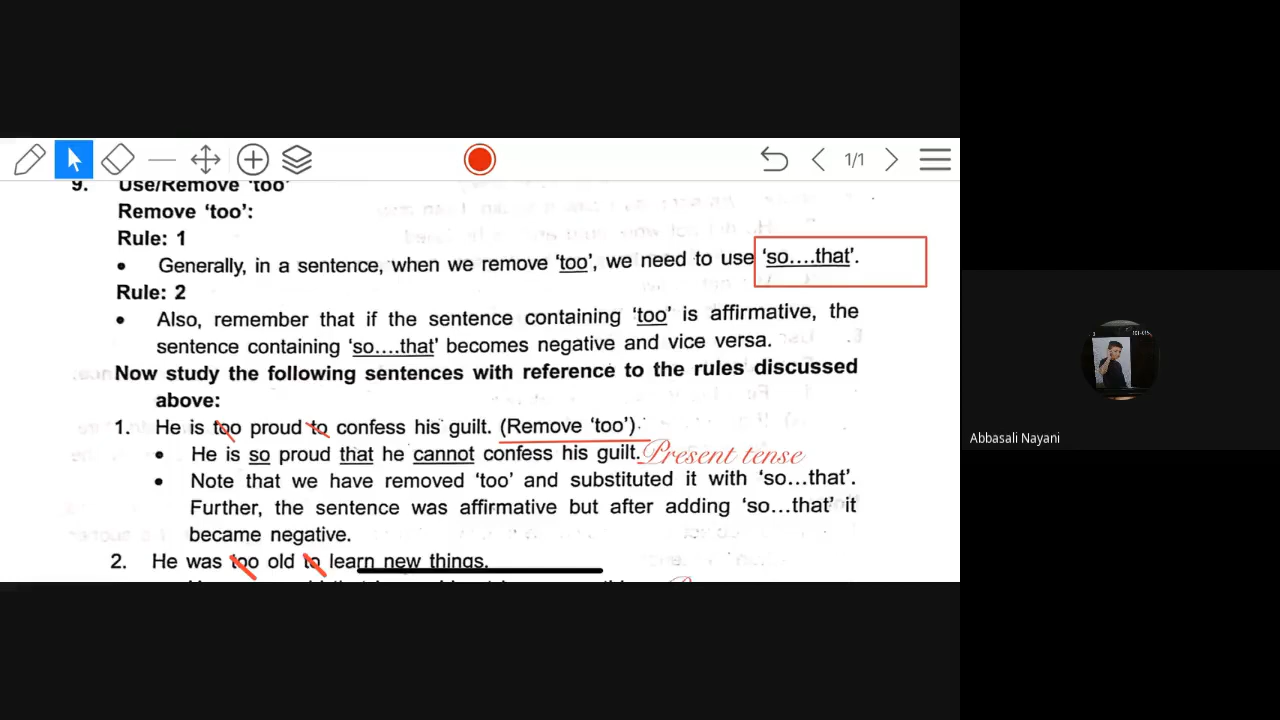 1/1
9. Use/Remove ‘too’
Remove ‘too’:
Rule: 1
• Generally, in a sentence, when we remove ‘too’, we need to use ‘so....that’.
Rule: 2
• Also, remember that if the sentence containing ‘too’ is affirmative, the
sentence containing ‘so....that’ becomes negative and vice versa.
Now study the following sentences with reference to the rules discussed
above:
1. He is too proud to confess his guilt. (Remove ‘too’).
• He is so proud that he cannot confess his guilt. Present tense
• Note that we have removed ‘too’ and substituted it with ‘so...that’.
Further, the sentence was affirmative but after adding ‘so...that’ it
became negative.
2. He was too old to learn new things.
Abbasali Nayani